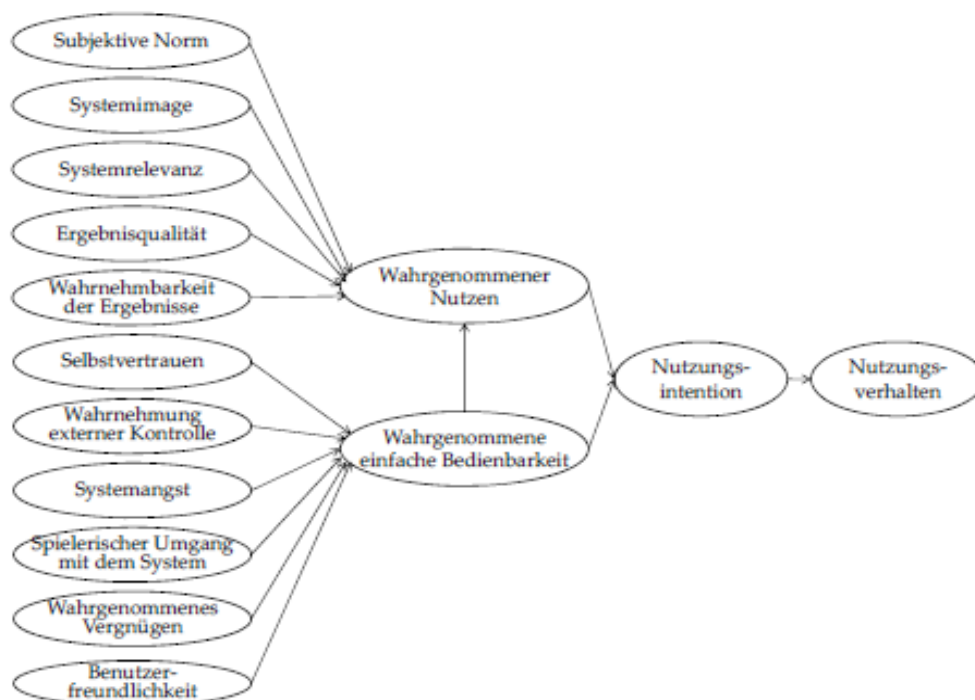 Subjektive Norm
Systemimage
Systemrelevanz
Ergebnisqualität
Wahrnehmbarkeit
der Ergebnisse
Selbstvertrauen
Wahrnehmung
externer Kontrolle
Systemangst
Spielerischer Umgang
mit dem System
Wahrgenommenes
Vergnügen
Benutzer-
freundlichkeit
Wahrgenommener
Nutzen
Wahrgenommene
einfache Bedienbarkeit
Nutzungs-
intention
Nutzungs-
verhalten